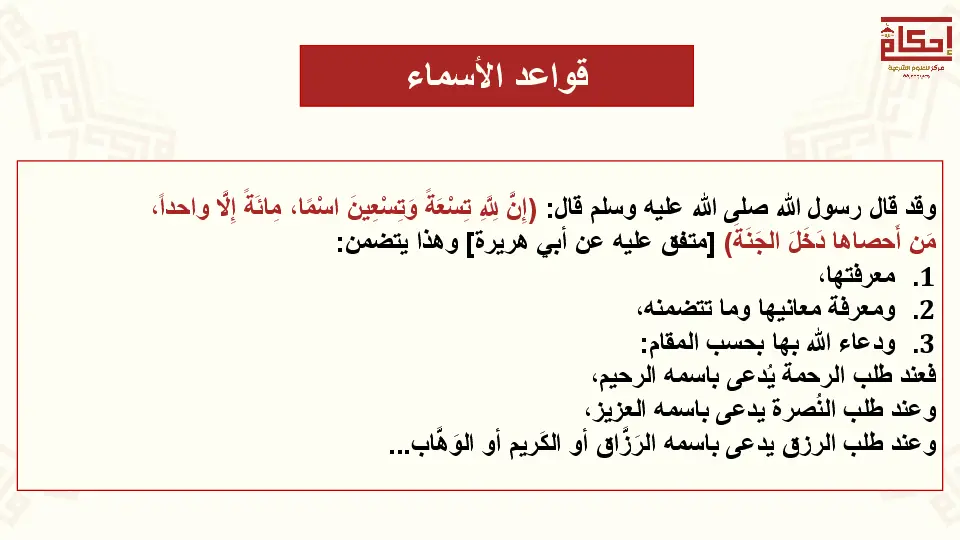 إحكام
مركز للعلوم الشرعية
قواعد الأسماء
وقد قال رسول الله صلى الله عليه وسلم قال: (إِنَّ لِلَّهِ تِسْعَةً وَتِسْعِينَ اسْمًا، مِائَةً إِلَّا واحداً،
مَن أَحصاها دَخَلَ الجَنَةَ) [متفق عليه عن أبي هريرة] وهذا يتضمن:
1. معرفتها،
2. ومعرفة معانيها وما تتضمنه،
3. ودعاء الله بها بحسب المقام:
فعند طلب الرحمة يُدعى باسمه الرحيم،
وعند طلب النُصرة يدعى باسمه العزيز،
وعند طلب الرزق يدعى باسمه الرَزَّاق أو الكَريم أو الوَهَّاب...